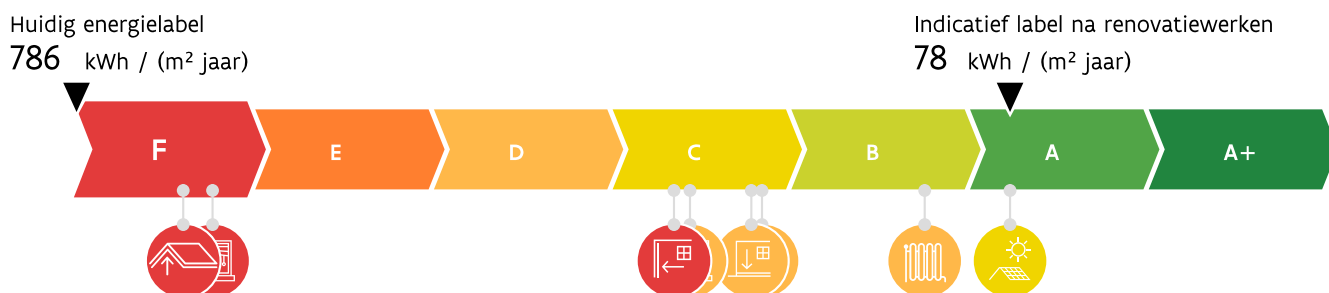 Huidig energielabel
786 kWh / (m² jaar)
Indicatief label na renovatiewerken
78 kWh / (m² jaar)
F E D C B A A+